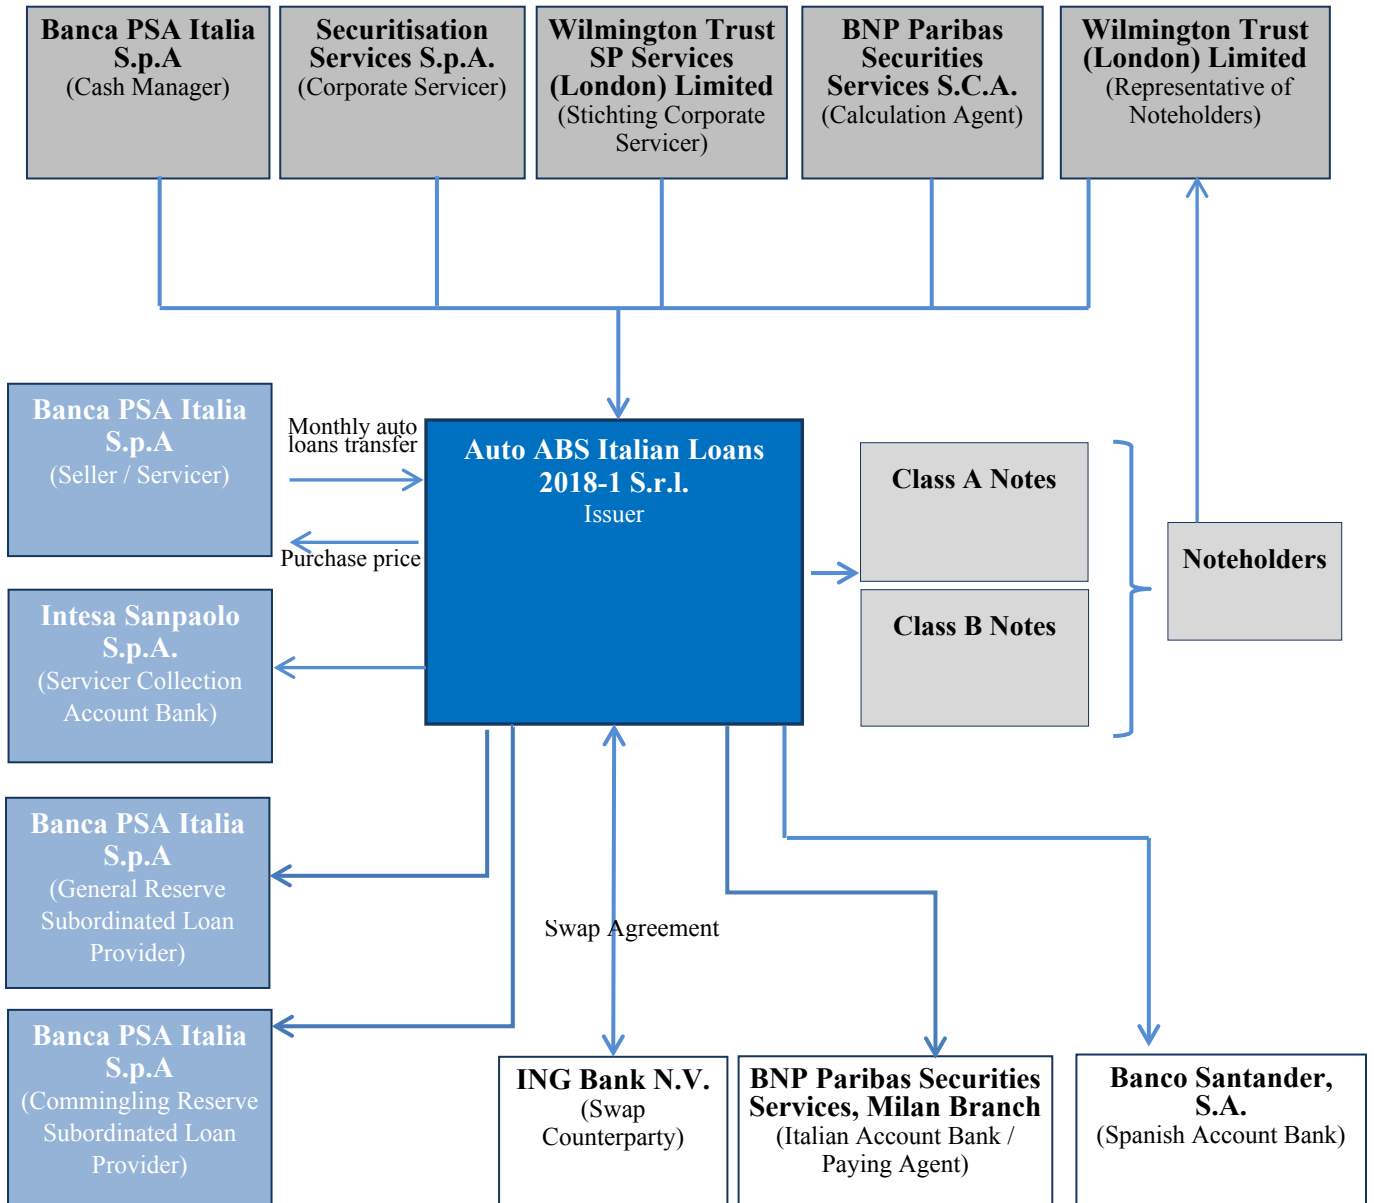 Banca PSA Italia
S.p.A
(Cash Manager)
Securitisation
Services S.p.A.
(Corporate Servicer)
Wilmington Trust
SP Services
(London) Limited
(Stichting Corporate
Servicer)
BNP Paribas
Securities
Services S.C.A.
(Calculation Agent)
Wilmington Trust
(London) Limited
(Representative of
Noteholders)
Banca PSA Italia
S.p.A
(Seller / Servicer)
Monthly auto
loans transfer
Purchase price
Auto ABS Italian Loans
2018-1 S.r.l.
Issuer
Class A Notes
Class B Notes
Noteholders
Intesa Sanpaolo
S.p.A.
(Servicer Collection
Account Bank)
Banca PSA Italia
S.p.A
(General Reserve
Subordinated Loan
Provider)
Swap Agreement
Banca PSA Italia
S.p.A
(Commingling Reserve
Subordinated Loan
Provider)
ING Bank N.V.
(Swap
Counterparty)
BNP Paribas Securities
Services, Milan Branch
(Italian Account Bank /
Paying Agent)
Banco Santander,
S.A.
(Spanish Account Bank)